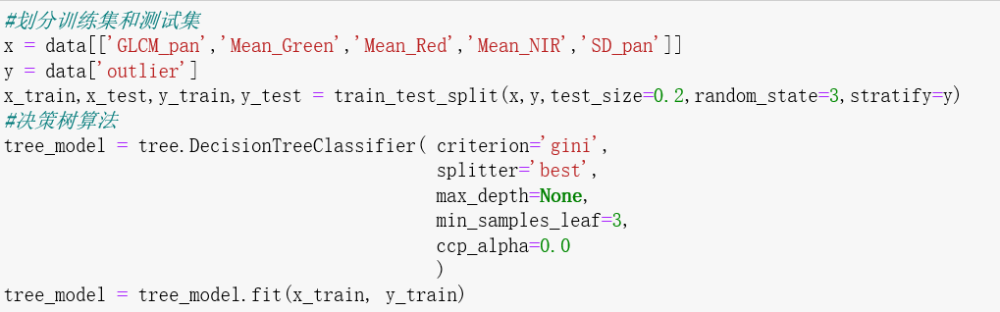 #划分训练集和测试集
x = data[['GLCM_pan','Mean_Green','Mean_Red','Mean_NIR','SD_pan']]
y = data['outlier']
x_train,x_test,y_train,y_test = train_test_split(x,y,test_size=0.2,random_state=3,stratify=y)
#决策树算法
tree_model = tree.DecisionTreeClassifier( criterion='gini',
splitter='best',
max_depth=None,
min_samples_leaf=3,
ccp_alpha=0.0
)
tree_model = tree_model.fit(x_train, y_train)